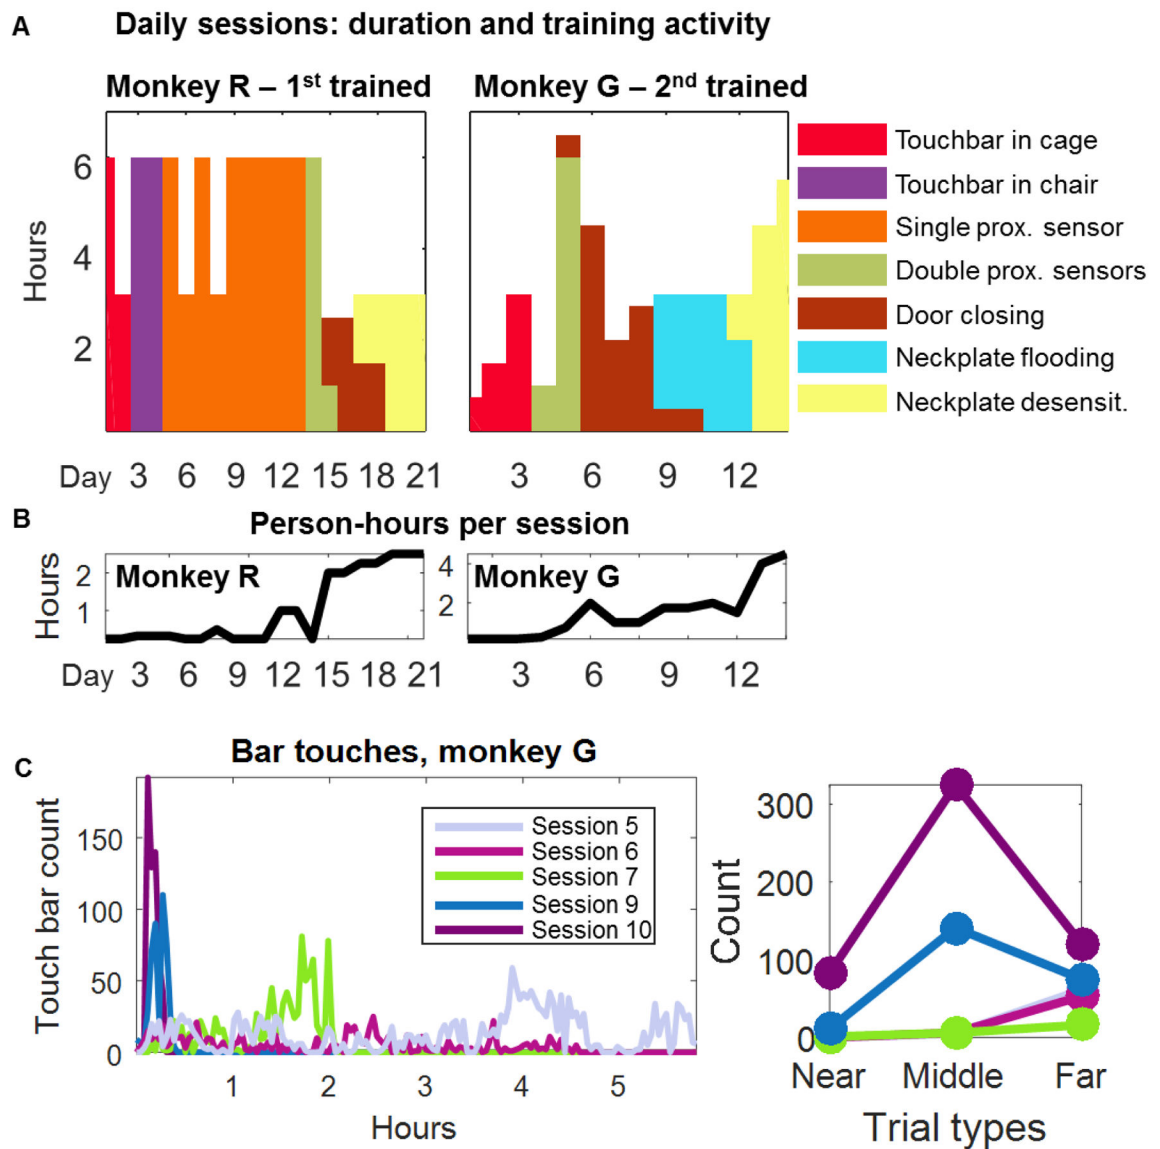 A
Daily sessions: duration and training activity
Monkey R – 1st trained
Monkey G – 2nd trained
Hours
6
4
2
Touchbar in cage
Touchbar in chair
Single prox. sensor
Double prox. sensors
Door closing
Neckplate flooding
Neckplate desensit.
Day 3 6 9 12 15 18 21
3 6 9 12
B
Person-hours per session
Hours
2
1
Monkey R
4
2
Monkey G
Day 3 6 9 12 15 18 21
3 6 9 12
C
Bar touches, monkey G
Touch bar count
150
100
50
0
Session 5
Session 6
Session 7
Session 9
Session 10
1 2 3 4 5
Hours
Count
300
200
100
0
Near Middle Far
Trial types